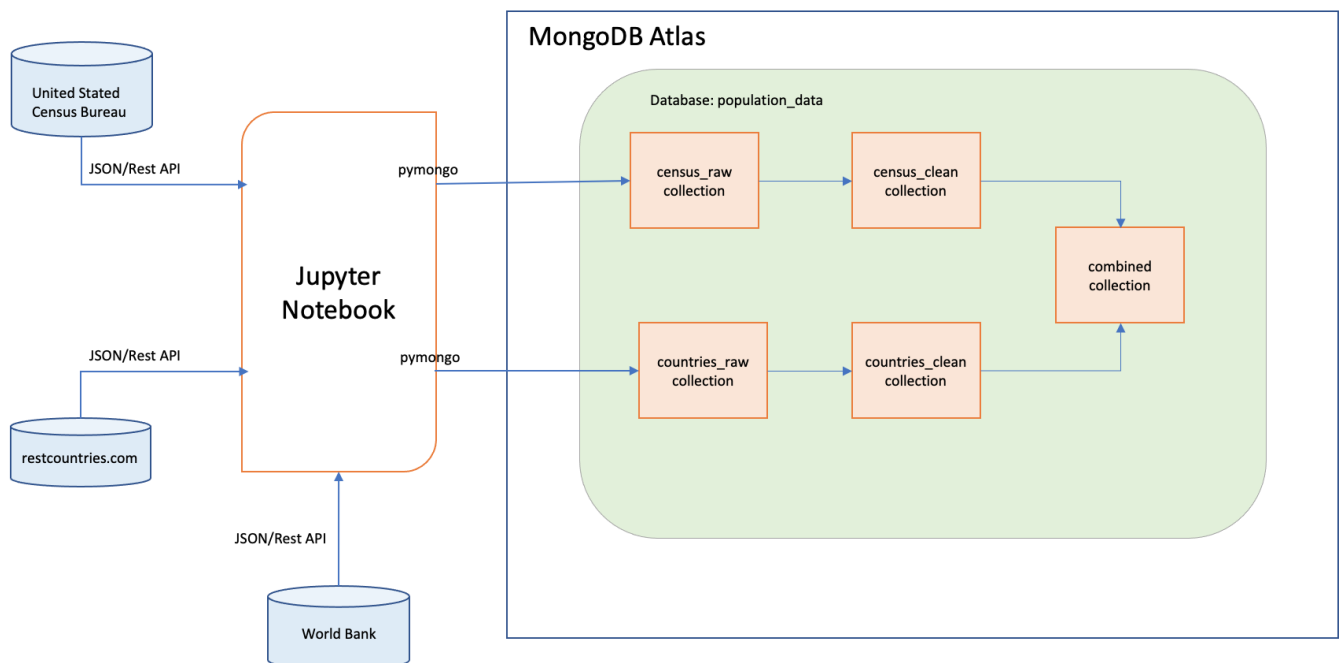 MongoDB Atlas
United Stated
Census Bureau
Database: population_data
JSON/Rest API
pymongo
census_raw
collection
census_clean
collection
Jupyter
Notebook
combined
collection
JSON/Rest API
pymongo
countries_raw
collection
countries_clean
collection
restcountries.com
JSON/Rest API
World Bank